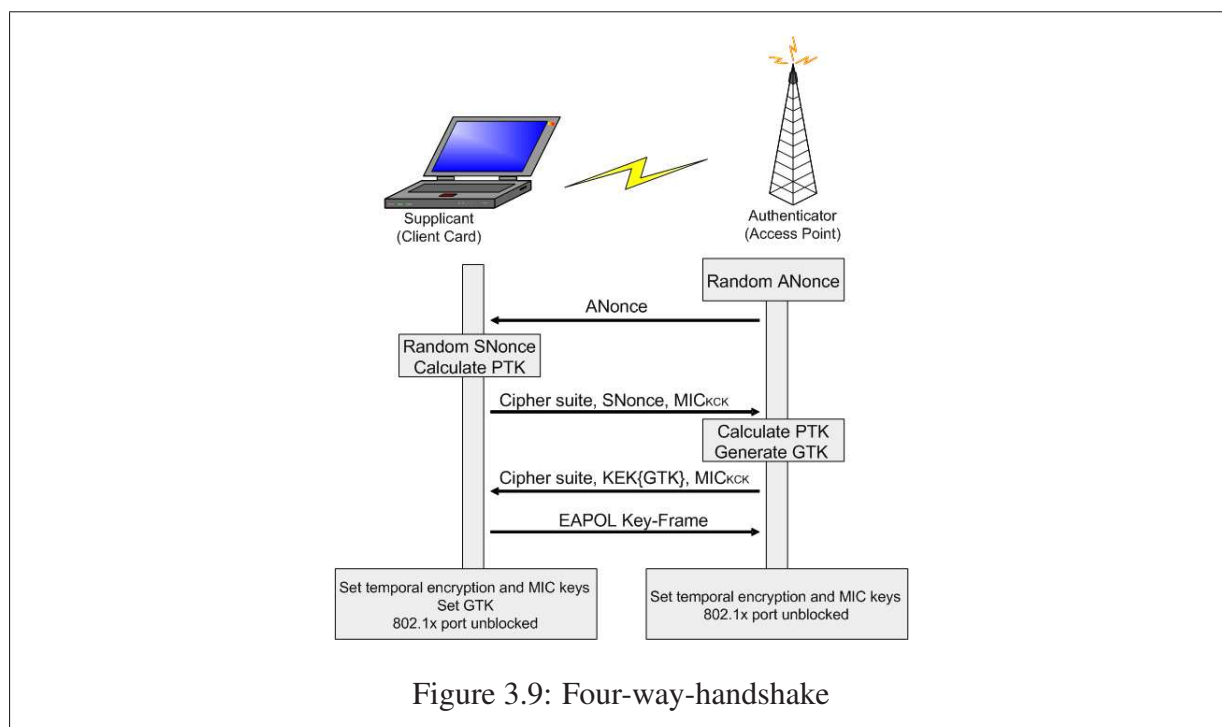 Supplicant
(Client Card)
Authenticator
(Access Point)
Random ANonce
ANonce
Random SNonce
Calculate PTK
Cipher suite, SNonce, MICKCK
Calculate PTK
Generate GTK
Cipher suite, KEK{GTK}, MICKCK
EAPOL Key-Frame
Set temporal encryption and MIC keys
Set GTK
802.1x port unblocked
Set temporal encryption and MIC keys
802.1x port unblocked
Figure 3.9: Four-way-handshake